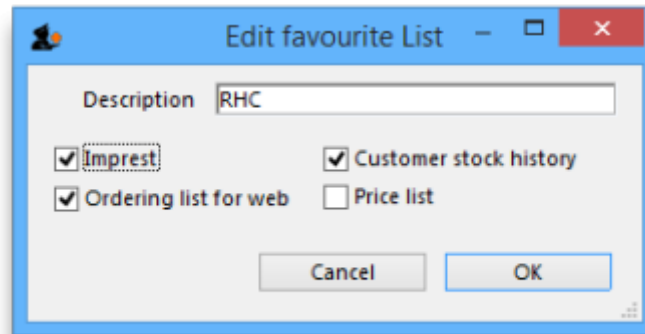 Edit favourite List
Description RHC
Imprest Customer stock history
Ordering list for web Price list
Cancel OK